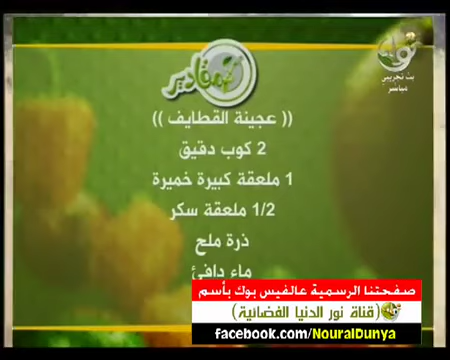 مقادير
بث تجريبي
مباشر
(( عجينة القطايف ))
2 كوب دقيق
1 ملعقة كبيرة خميرة
1/2 ملعقة سكر
ذرة ملح
ماء دافئ
صفحتنا الرسمية عالفيس بوك بأسم
(قناة نور الدنيا الفضائية)
facebook.com/NouralDunya